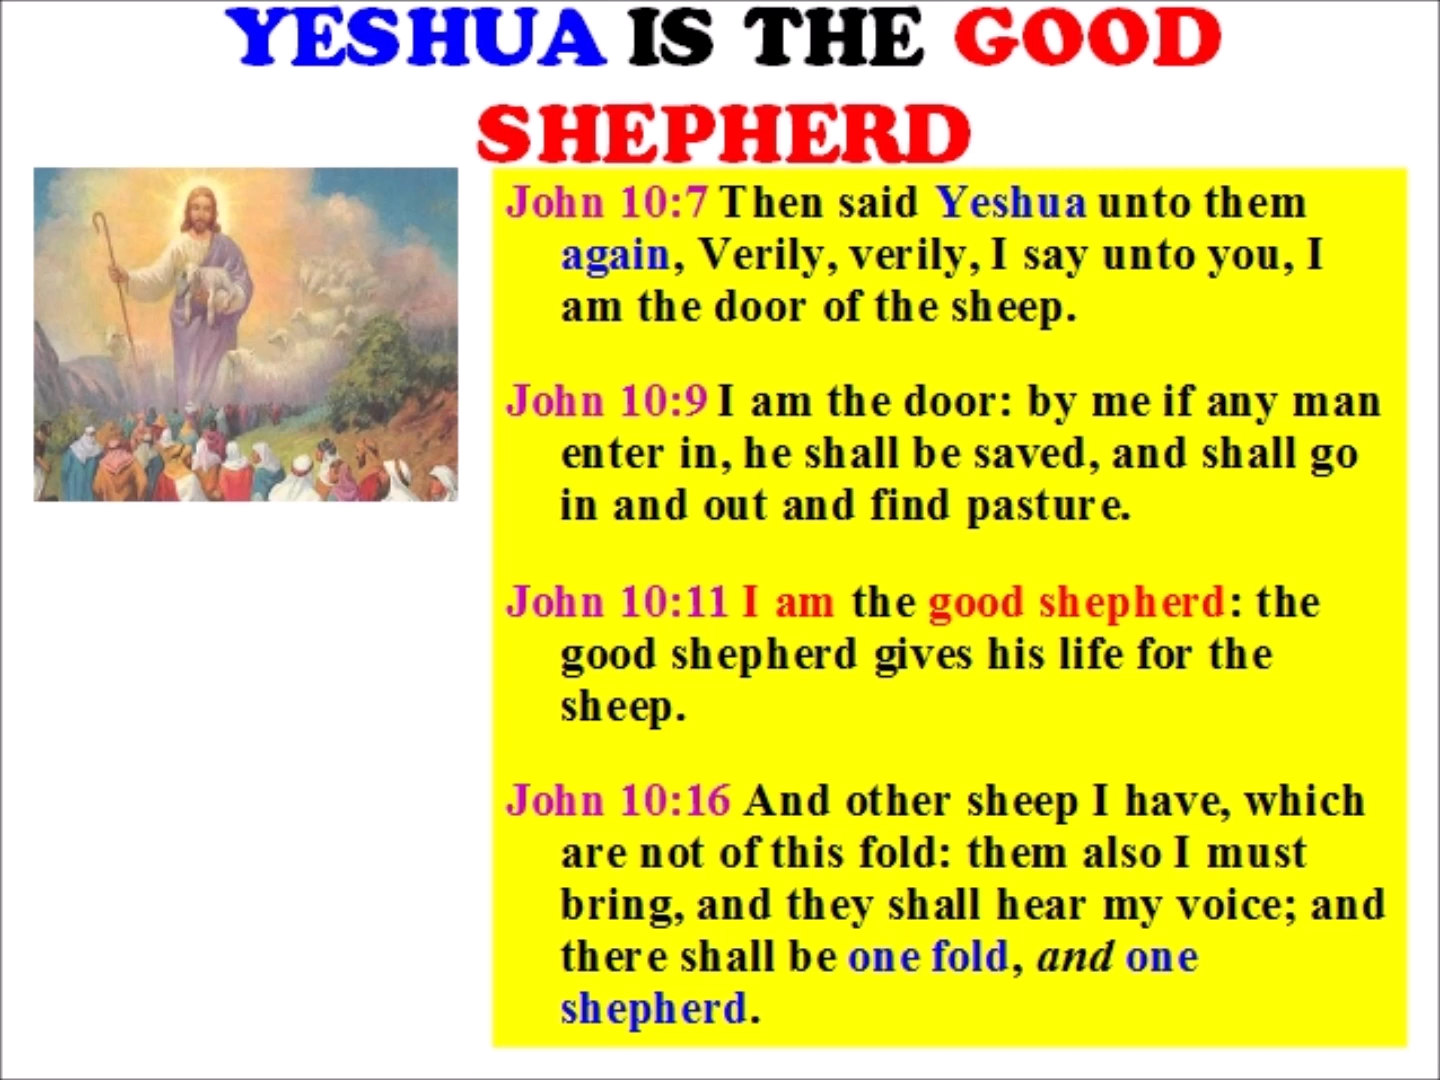 YESHUA IS THE GOOD
SHEPHERD
John 10:7 Then said Yeshua unto them
again, Verily, verily, I say unto you, I
am the door of the sheep.
John 10:9 I am the door: by me if any man
enter in, he shall be saved, and shall go
in and out and find pasture.
John 10:11 I am the good shepherd: the
good shepherd gives his life for the
sheep.
John 10:16 And other sheep I have, which
are not of this fold: them also I must
bring, and they shall hear my voice; and
there shall be one fold, and one
shepherd.